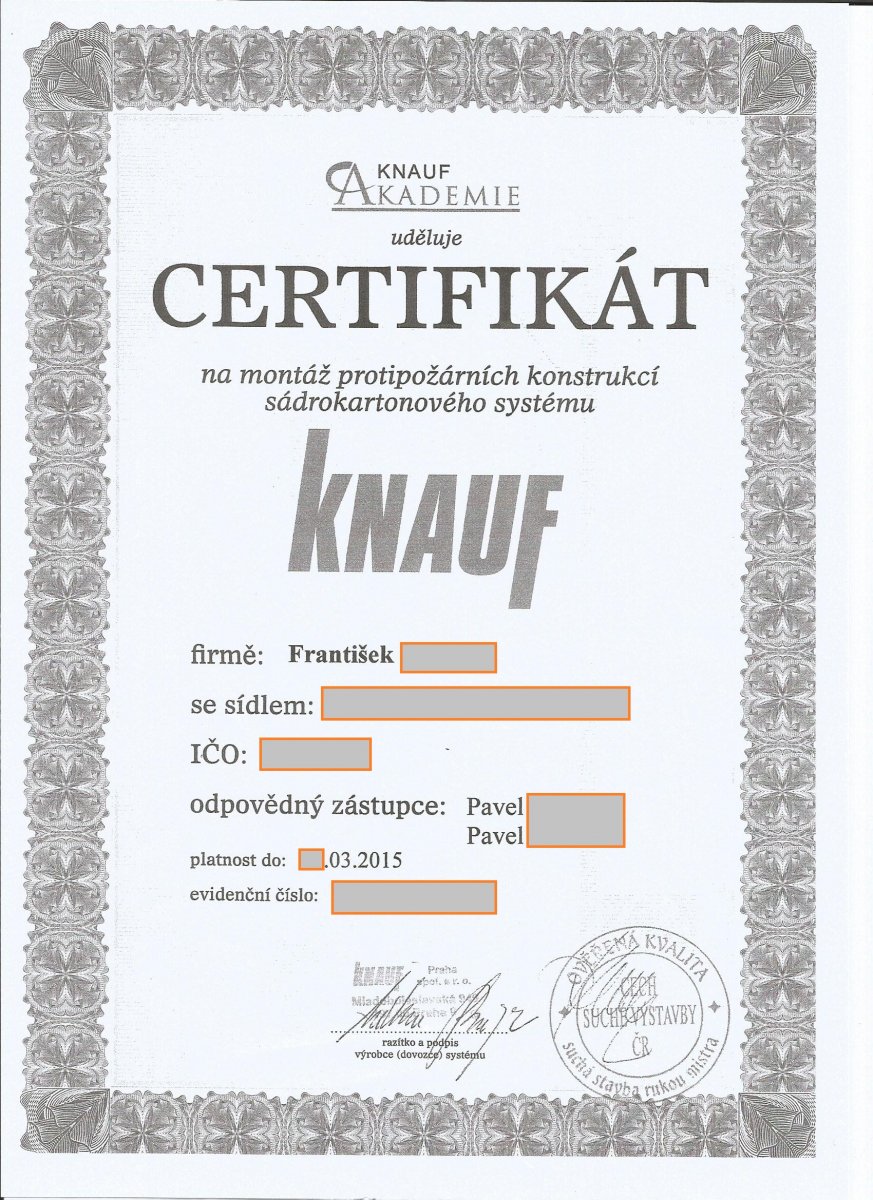 KNAUF
AKADEMIE
uděluje
CERTIFIKÁT
na montáž protipožárních konstrukcí
sádrokartonového systému
KNAUF
firmě: František
se sídlem:
IČO:
odpovědný zástupce: Pavel
Pavel
platnost do: .03.2015
evidenční číslo:
KNAUF Praha
spol. s r. o.
Mladoboleslavská
razítko a podpis
výrobce (dovozce) systému
OVĚŘENÁ KVALITA
CECH
SUCHÉ VÝSTAVBY
ČR
suchá stavba rukou mistra